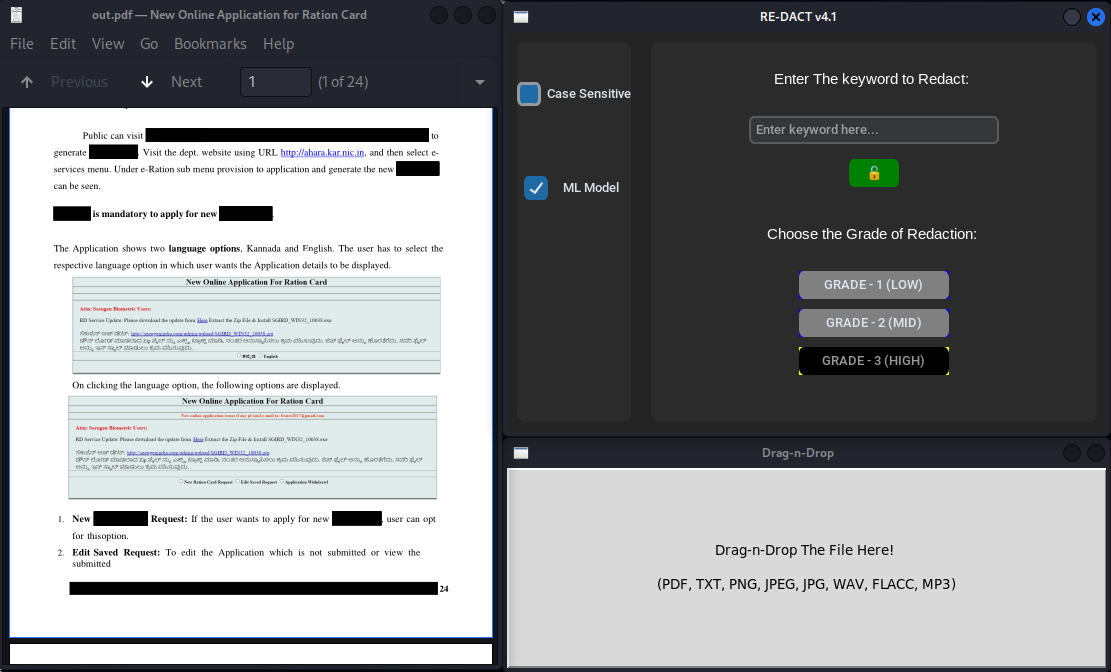 out.pdf — New Online Application for Ration Card
File Edit View Go Bookmarks Help
Previous Next 1 (1 of 24)
Public can visit to
generate . Visit the dept. website using URL http://ahara.kar.nic.in, and then select e-
services menu. Under e-Ration sub menu provision to application and generate the new
can be seen.
is mandatory to apply for new .
The Application shows two language options, Kannada and English. The user has to select the
respective language option in which user wants the Application details to be displayed.
New Online Application For Ration Card
Attn: Secugen Biometric Users:
RD Service Update: Please download the update from Here Extract the Zip File & Install SGIRD_WIN32_10038.exe
ಕನ್ನಡ English
On clicking the language option, the following options are displayed.
New Online Application For Ration Card
Attn: Secugen Biometric Users:
RD Service Update: Please download the update from Here Extract the Zip File & Install SGIRD_WIN32_10038.exe
New Ration Card Request Edit Saved Request Application Withdrawl
1. New Request: If the user wants to apply for new , user can opt
for thisoption.
2. Edit Saved Request: To edit the Application which is not submitted or view the
submitted
24
RE-DACT v4.1
Case Sensitive
ML Model
Enter The keyword to Redact:
Enter keyword here...
Choose the Grade of Redaction:
GRADE - 1 (LOW)
GRADE - 2 (MID)
GRADE - 3 (HIGH)
Drag-n-Drop
Drag-n-Drop The File Here!
(PDF, TXT, PNG, JPEG, JPG, WAV, FLACC, MP3)